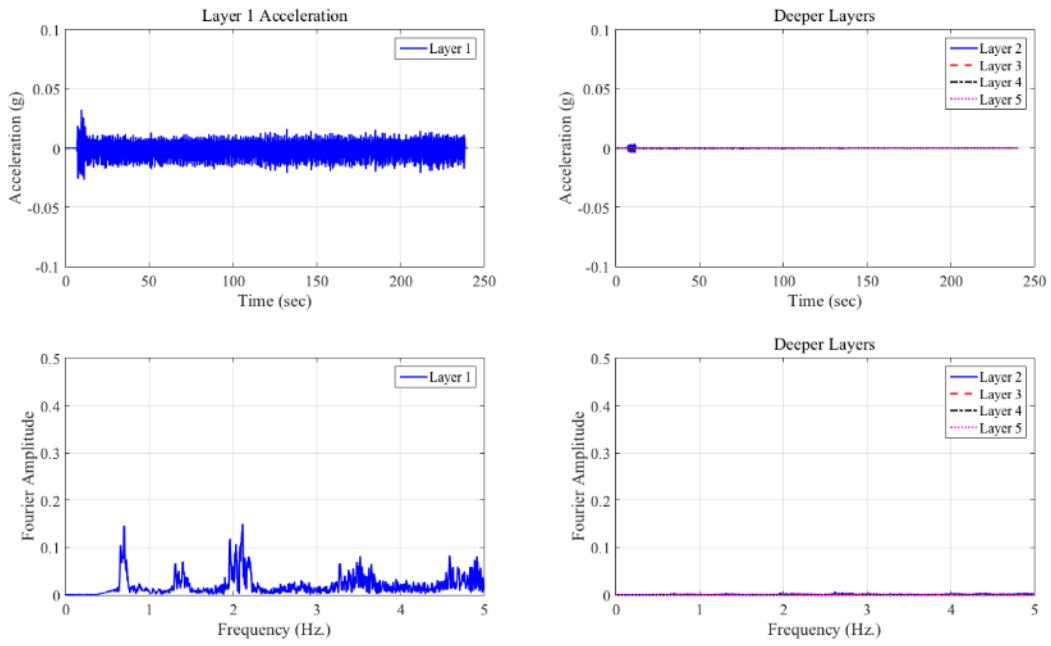 Layer 1 Acceleration
0.1
0.05
0
-0.05
-0.1
Acceleration (g)
Layer 1
0 50 100 150 200 250
Time (sec)
Deeper Layers
0.1
0.05
0
-0.05
-0.1
Acceleration (g)
Layer 2
Layer 3
Layer 4
Layer 5
0 50 100 150 200 250
Time (sec)
0.5
0.4
0.3
0.2
0.1
0
Fourier Amplitude
Layer 1
0 1 2 3 4 5
Frequency (Hz.)
Deeper Layers
0.5
0.4
0.3
0.2
0.1
0
Fourier Amplitude
Layer 2
Layer 3
Layer 4
Layer 5
0 1 2 3 4 5
Frequency (Hz.)